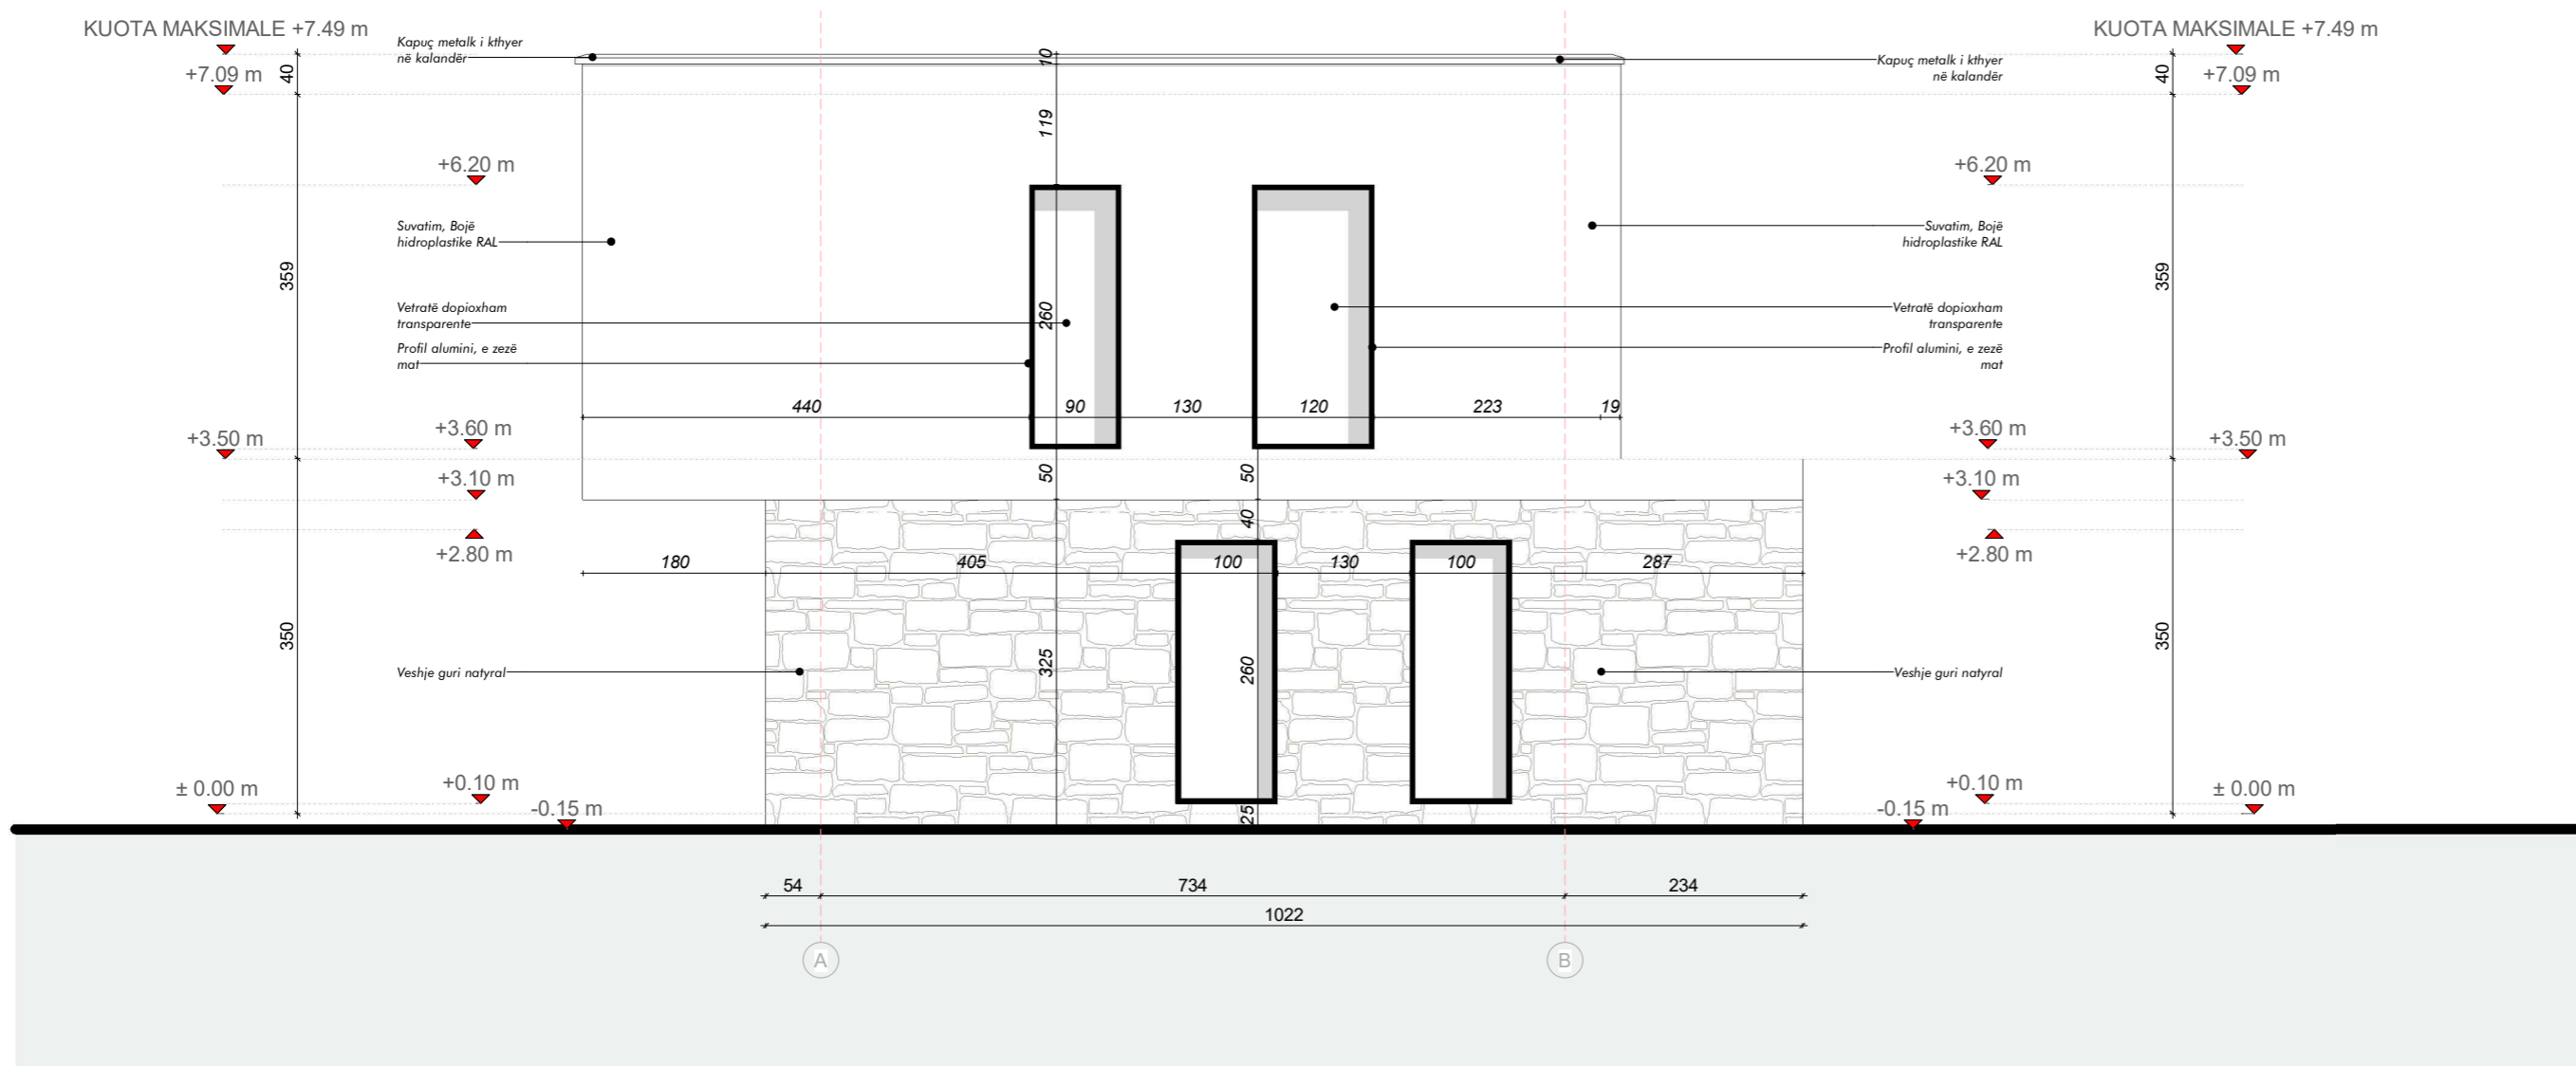 KUOTA MAKSIMALE +7.49 m
KUOTA MAKSIMALE +7.49 m
Kapuç metalk i kthyer
në kalandër
10
Kapuç metalk i kthyer
në kalandër
+7.09 m
40
40
+7.09 m
119
+6.20 m
+6.20 m
Suvatim, Bojë
hidroplastike RAL
Suvatim, Bojë
hidroplastike RAL
359
359
Vetratë dopioxham
transparente
260
Vetratë dopioxham
transparente
Profil alumini, e zezë
mat
Profil alumini, e zezë
mat
440
90
130
120
223
19
+3.50 m
+3.60 m
+3.60 m
+3.50 m
50
50
+3.10 m
+3.10 m
40
+2.80 m
+2.80 m
180
405
100
130
100
287
350
350
Veshje guri natyral
325
260
Veshje guri natyral
± 0.00 m
+0.10 m
-0.15 m
25
-0.15 m
+0.10 m
± 0.00 m
54
734
234
1022
A
B